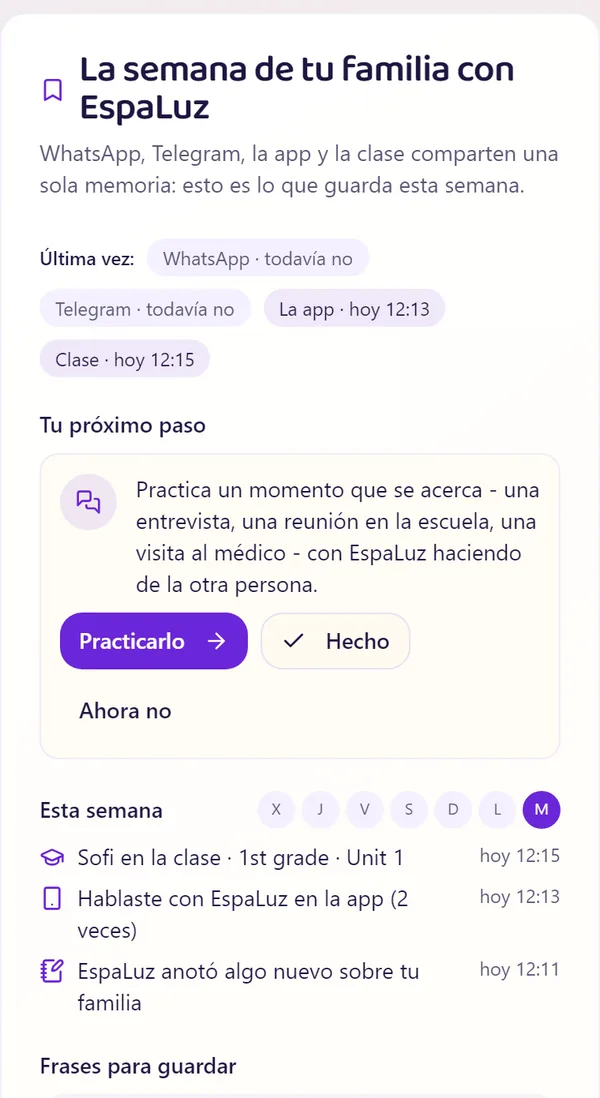 La semana de tu familia con
EspaLuz
WhatsApp, Telegram, la app y la clase comparten una
sola memoria: esto es lo que guarda esta semana.
Última vez: WhatsApp · todavía no
Telegram · todavía no La app · hoy 12:13
Clase · hoy 12:15
Tu próximo paso
Practica un momento que se acerca - una
entrevista, una reunión en la escuela, una
visita al médico - con EspaLuz haciendo
de la otra persona.
Practicarlo Hecho
Ahora no
Esta semana X J V S D L M
Sofi en la clase · 1st grade · Unit 1 hoy 12:15
Hablaste con EspaLuz en la app (2 hoy 12:13
veces)
EspaLuz anotó algo nuevo sobre tu hoy 12:11
familia
Frases para guardar